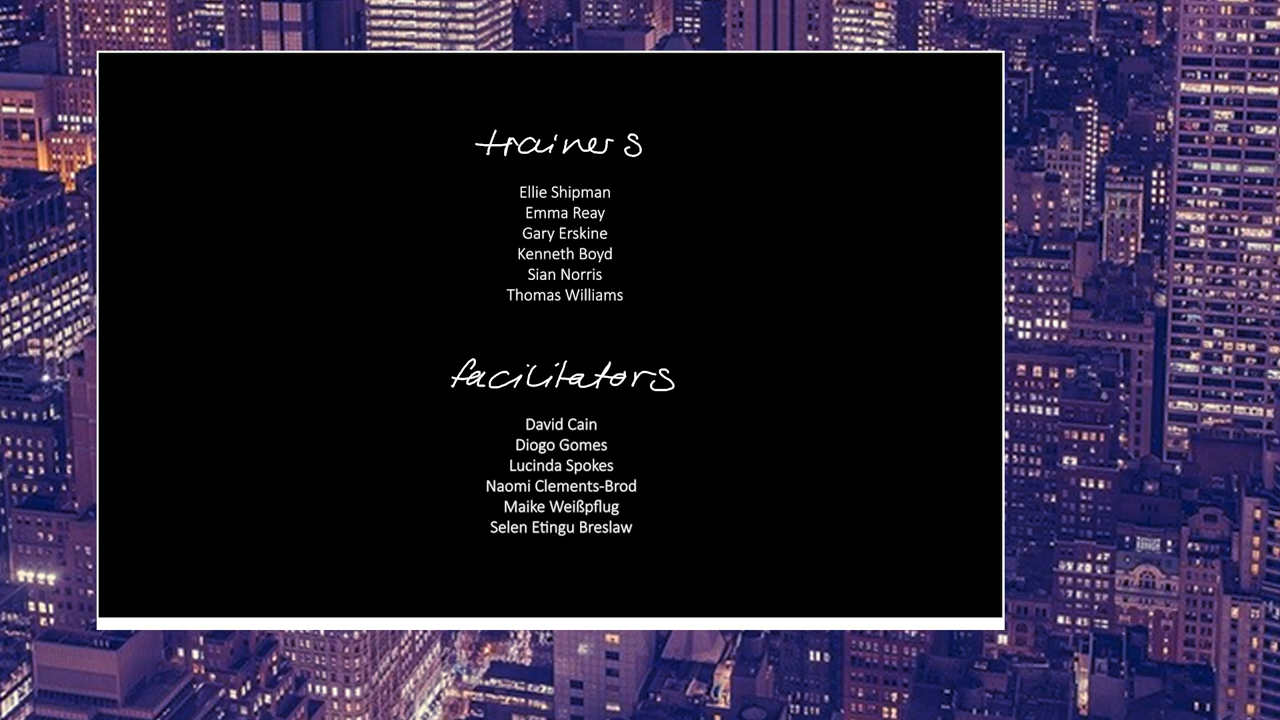 trainers
Ellie Shipman
Emma Reay
Gary Erskine
Kenneth Boyd
Sian Norris
Thomas Williams
facilitators
David Cain
Diogo Gomes
Lucinda Spokes
Naomi Clements-Brod
Maike Weißpflug
Selen Etingu Breslaw